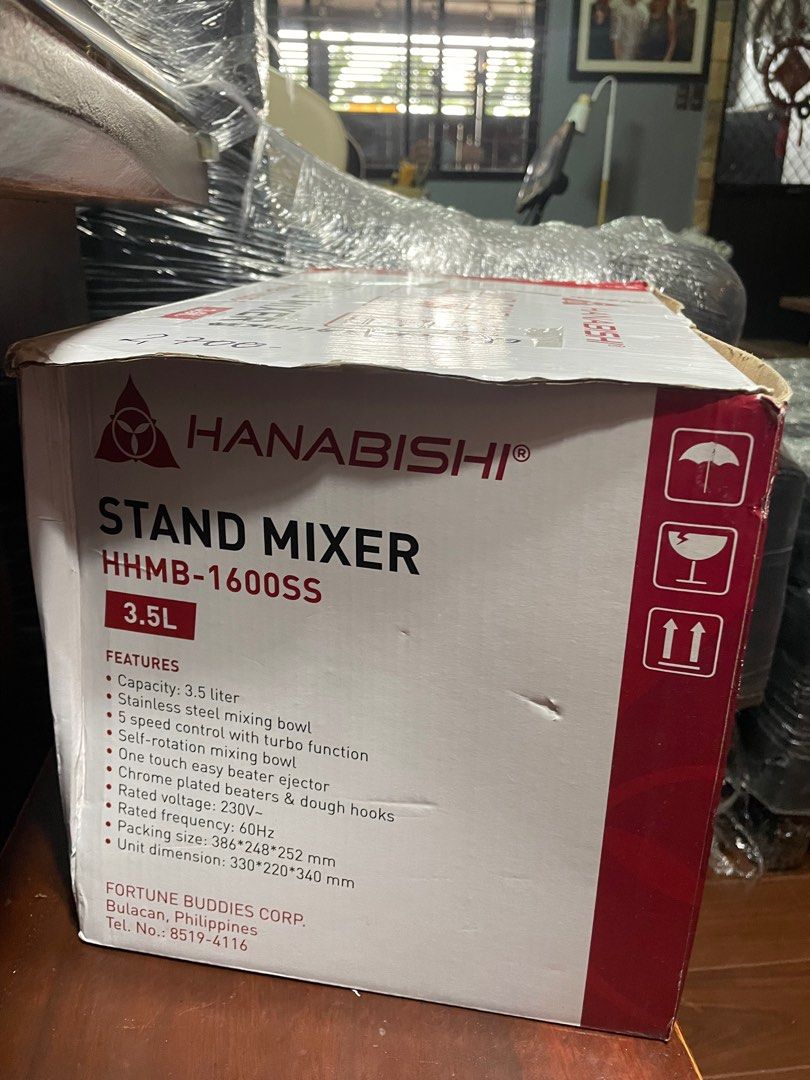 2,700-
HANABISHI®
STAND MIXER
HHMB-1600SS
3.5L
FEATURES
• Capacity: 3.5 liter
• Stainless steel mixing bowl
• 5 speed control with turbo function
• Self-rotation mixing bowl
• One touch easy beater ejector
• Chrome plated beaters & dough hooks
• Rated voltage: 230V~
• Rated frequency: 60Hz
• Packing size: 386*248*252 mm
• Unit dimension: 330*220*340 mm
FORTUNE BUDDIES CORP.
Bulacan, Philippines
Tel. No.: 8519-4116